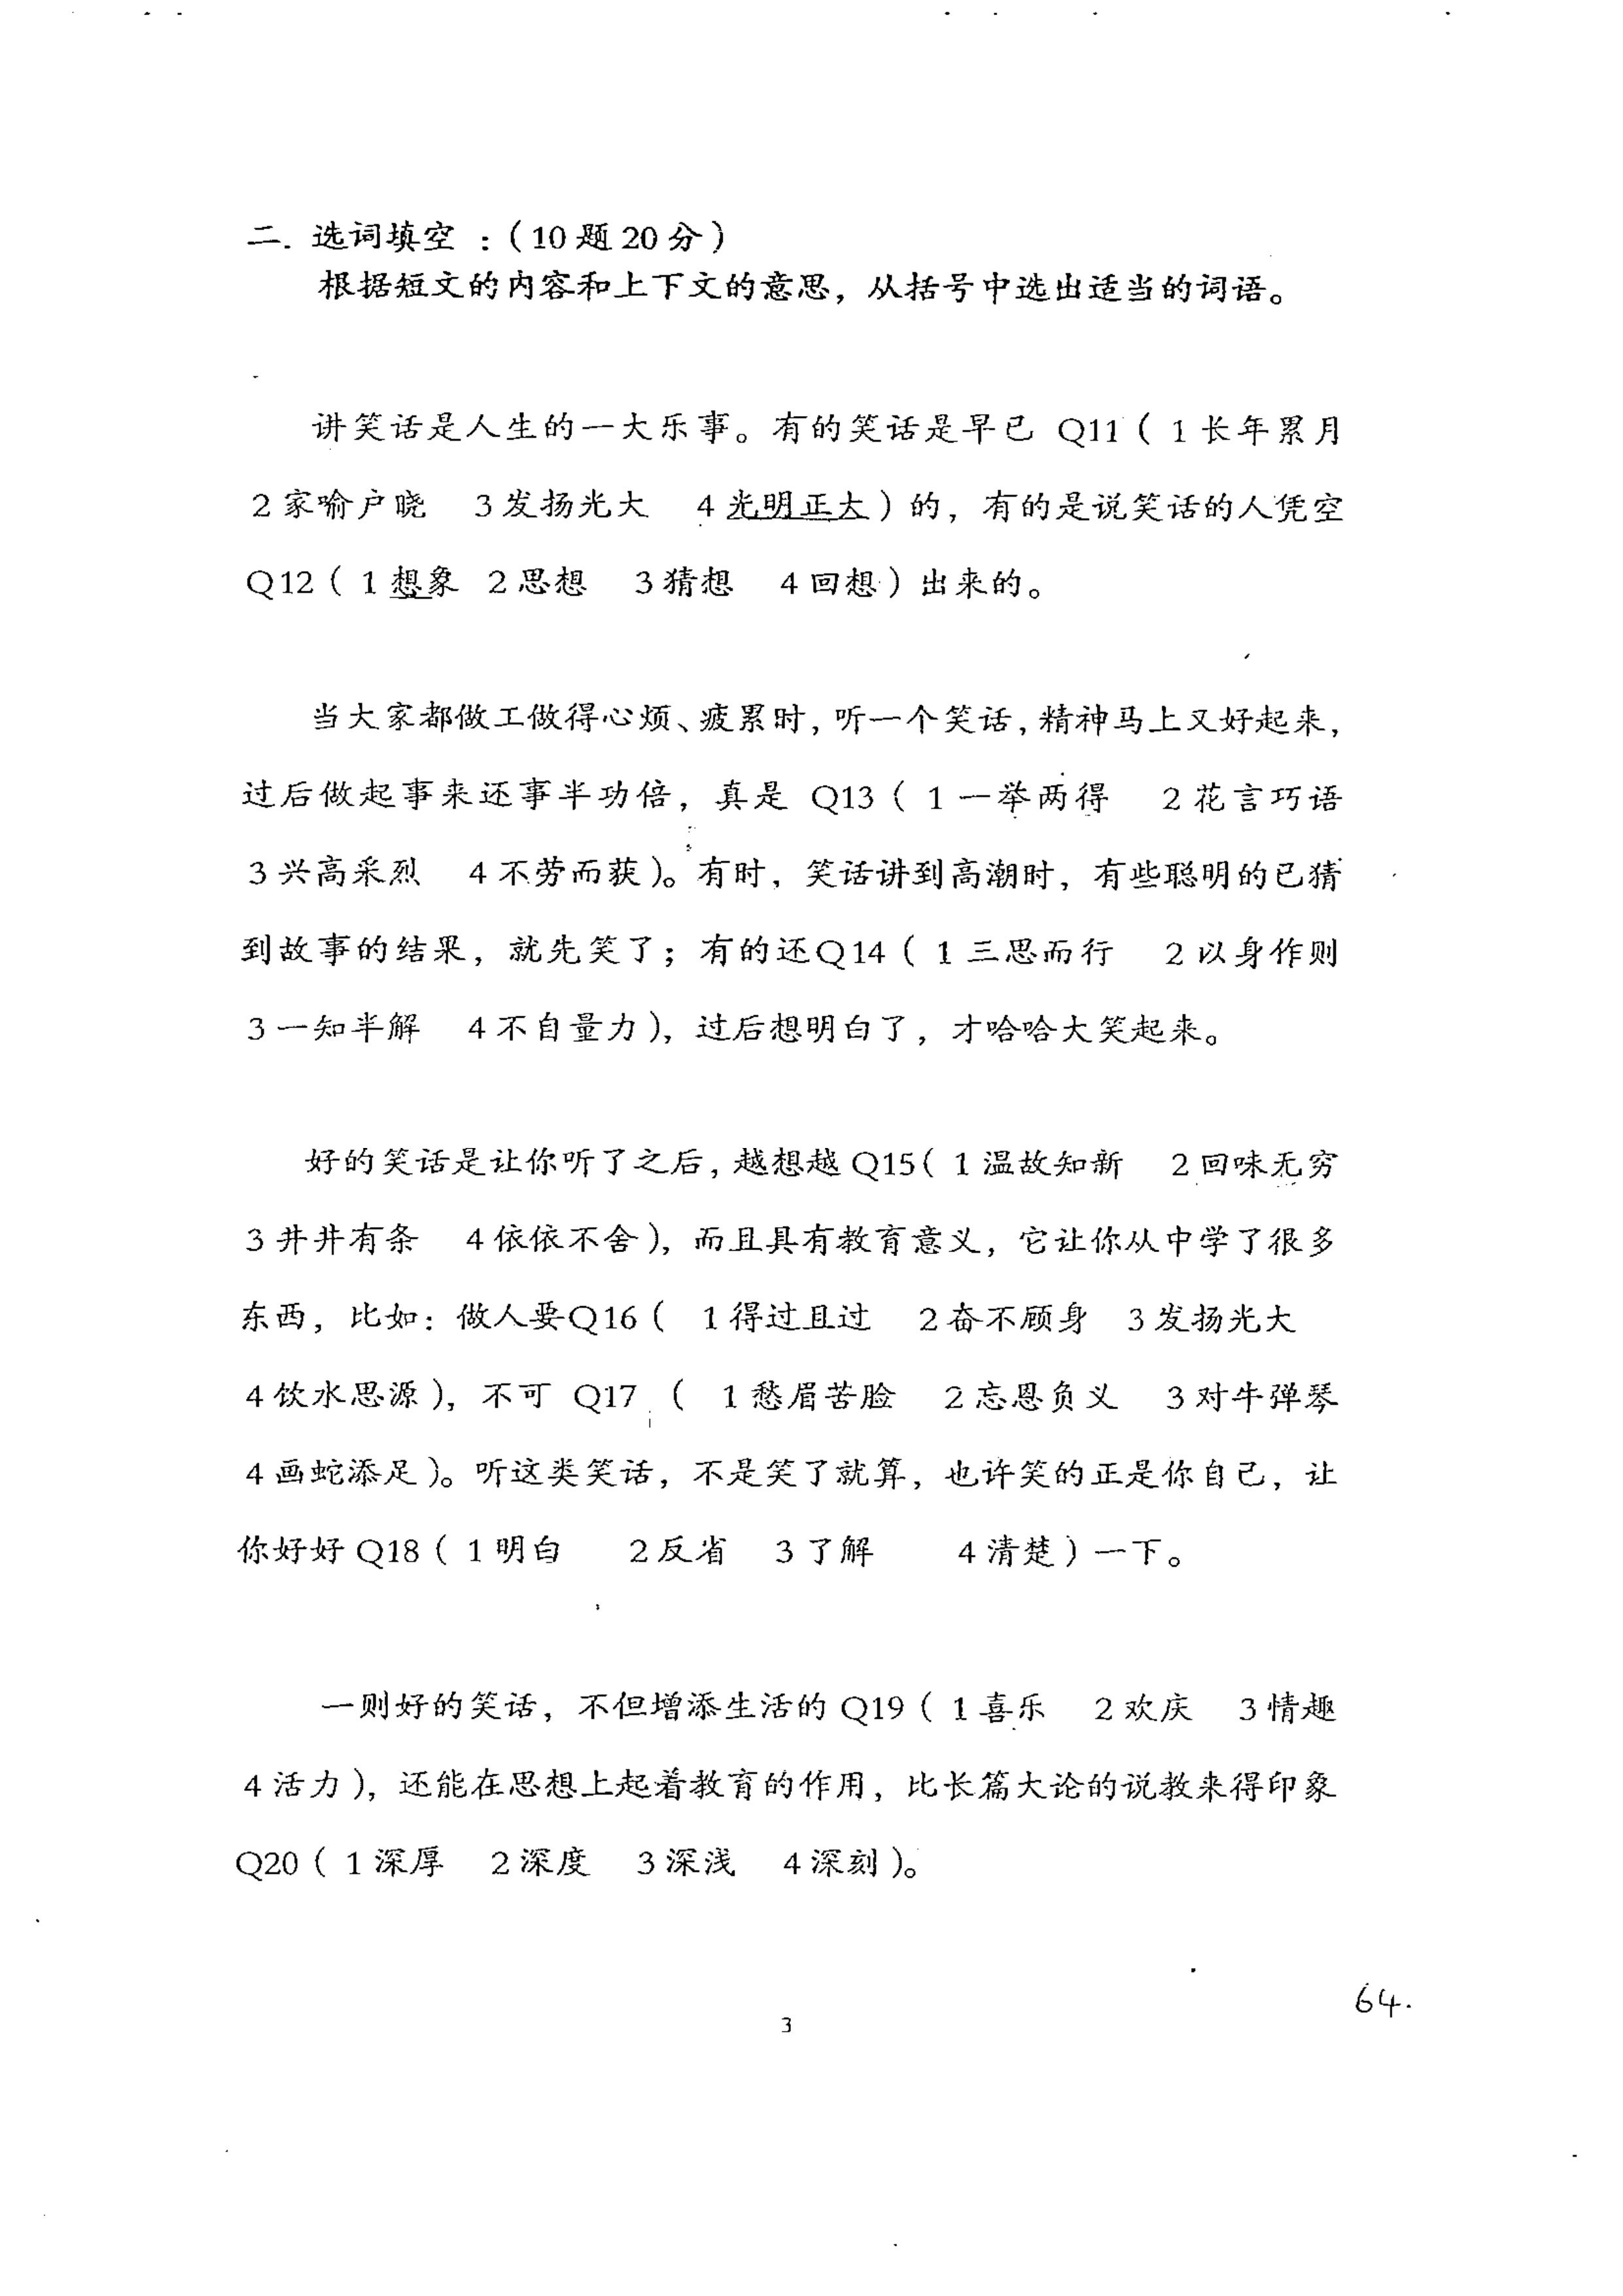 二. 选词填空 :（10 题 20 分）
根据短文的内容和上下文的意思，从括号中选出适当的词语。
讲笑话是人生的一大乐事。有的笑话是早已 Q11（ 1 长年累月
2 家喻户晓 3 发扬光大 4 光明正大）的，有的是说笑话的人凭空
Q12（ 1 想象 2 思想 3 猜想 4 回想）出来的。
当大家都做工做得心烦、疲累时，听一个笑话，精神马上又好起来，
过后做起事来还事半功倍，真是 Q13（ 1 一举两得 2 花言巧语
3 兴高采烈 4 不劳而获）。有时，笑话讲到高潮时，有些聪明的已猜
到故事的结果，就先笑了；有的还Q14（ 1 三思而行 2 以身作则
3 一知半解 4 不自量力），过后想明白了，才哈哈大笑起来。
好的笑话是让你听了之后，越想越 Q15（ 1 温故知新 2 回味无穷
3 井井有条 4 依依不舍），而且具有教育意义，它让你从中学了很多
东西，比如：做人要Q16（ 1 得过且过 2 奋不顾身 3 发扬光大
4 饮水思源），不可 Q17 （ 1 愁眉苦脸 2 忘恩负义 3 对牛弹琴
4 画蛇添足）。听这类笑话，不是笑了就算，也许笑的正是你自己，让
你好好 Q18（ 1 明白 2 反省 3 了解 4 清楚）一下。
一则好的笑话，不但增添生活的 Q19（ 1 喜乐 2 欢庆 3 情趣
4 活力），还能在思想上起着教育的作用，比长篇大论的说教来得印象
Q20（ 1 深厚 2 深度 3 深浅 4 深刻）。
64.
3